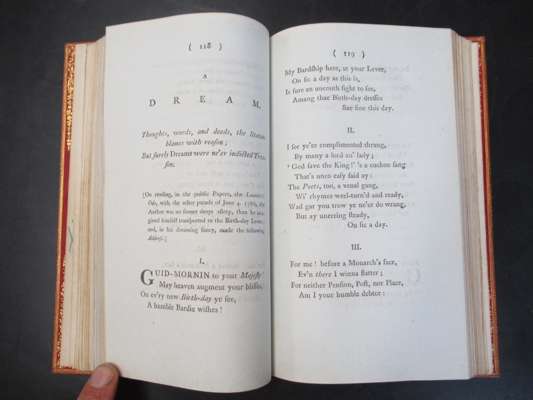 ( 118 )
A
DREAM.
Thoughts, words, and deeds, the Statute
blames with reason;
But surely Dreams were ne'er indicted Trea-
son.
[On reading, in the public Papers, the Laureat's
Ode, with the other parade of June 4. 1786, the
Author was no sooner dropt asleep, than he ima-
gined himself transported to the Birth-day Levee;
and, in his dreaming fancy, made the following
Address.]
I.
GUID-MORNIN to your Majesty!
May heaven augment your blisses,
On ev'ry new Birth-day ye see,
A humble Bardie wishes!
( 119 )
My Bardship here, at your Levee,
On sic a day as this is,
Is sure an uncouth sight to see,
Amang thae Birth-day dresses
Sae fine this day.
II.
I see ye're complimented thrang,
By many a lord an' lady;
'God save the King!' 's a cuckoo sang
That's unco easy said ay:
The Poets, too, a venal gang,
Wi' rhymes weel-turn'd and ready,
Wad gar you trow ye ne'er do wrang,
But ay unerring steady,
On sic a day.
III.
For me! before a Monarch's face,
Ev'n there I winna flatter;
For neither Pension, Post, nor Place,
Am I your humble debtor: